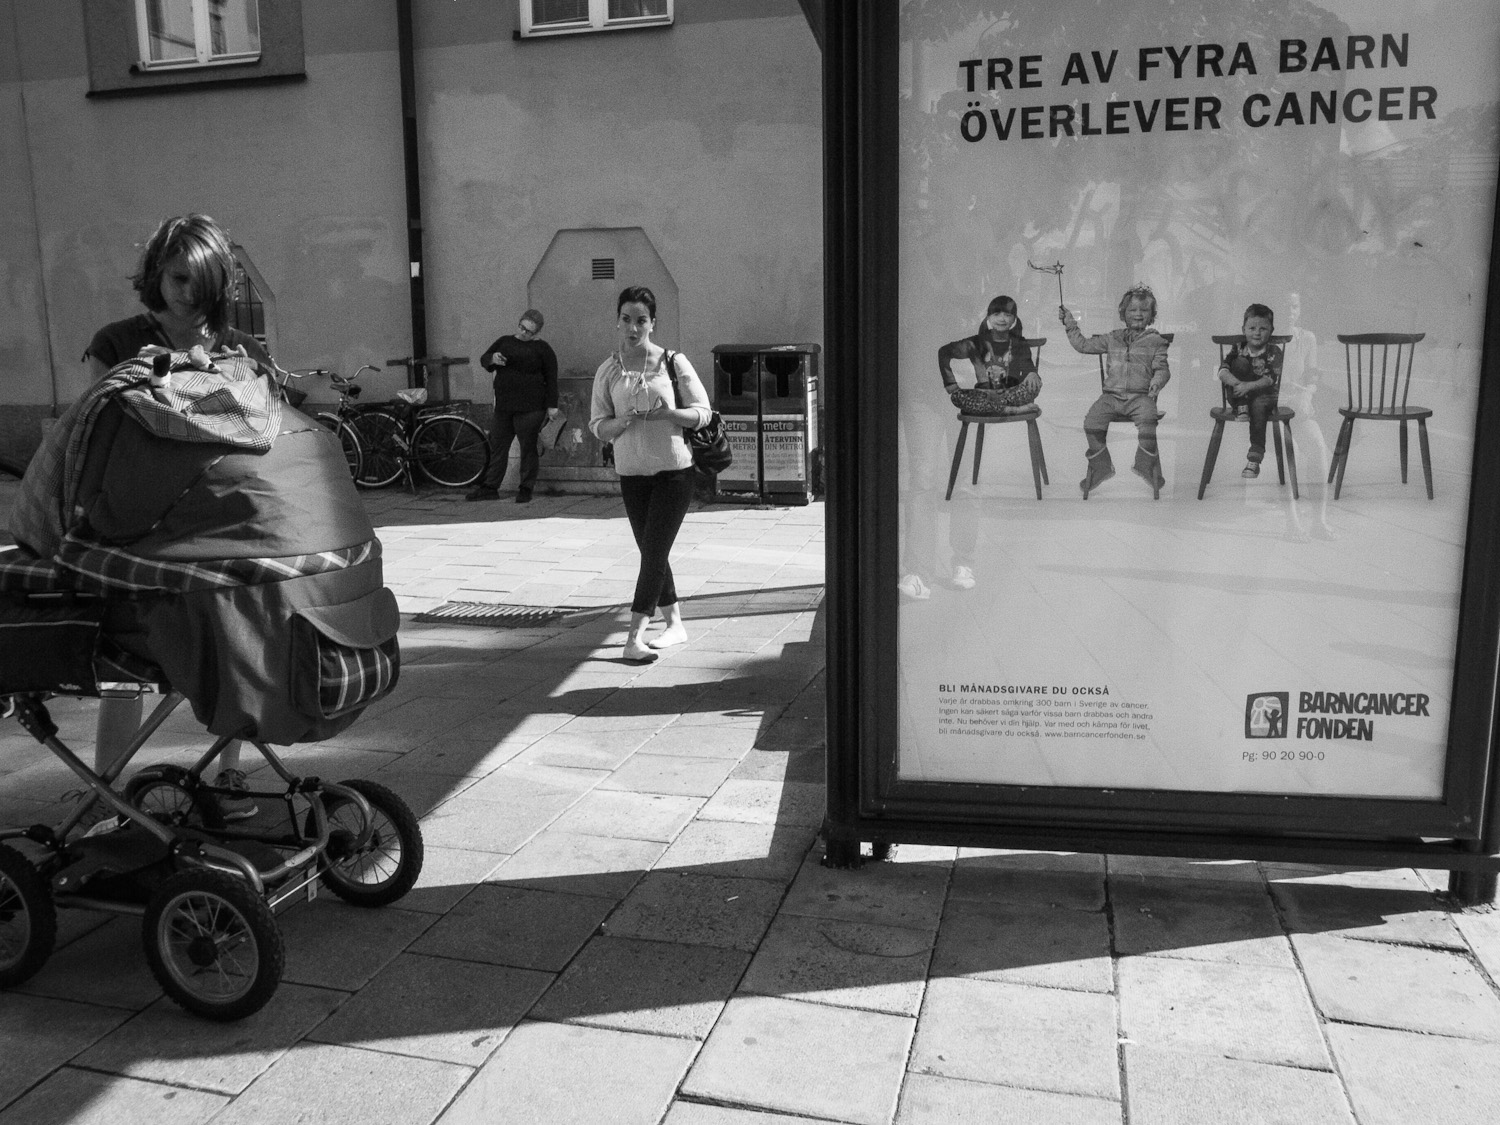 TRE AV FYRA BARN
ÖVERLEVER CANCER
metro
metro
ERVINN
ÅTERVINN
N METRO
DIN METRO
BLI MÅNADSGIVARE DU OCKSÅ
Varje år drabbas omkring 300 barn i Sverige av cancer.
Ingen kan säkert säga varför vissa barn drabbas och andra
inte. Nu behöver vi din hjälp. Var med och kämpa för livet,
bli månadsgivare du också. www.barncancerfonden.se
BARNCANCER
FONDEN
Pg: 90 20 90-0